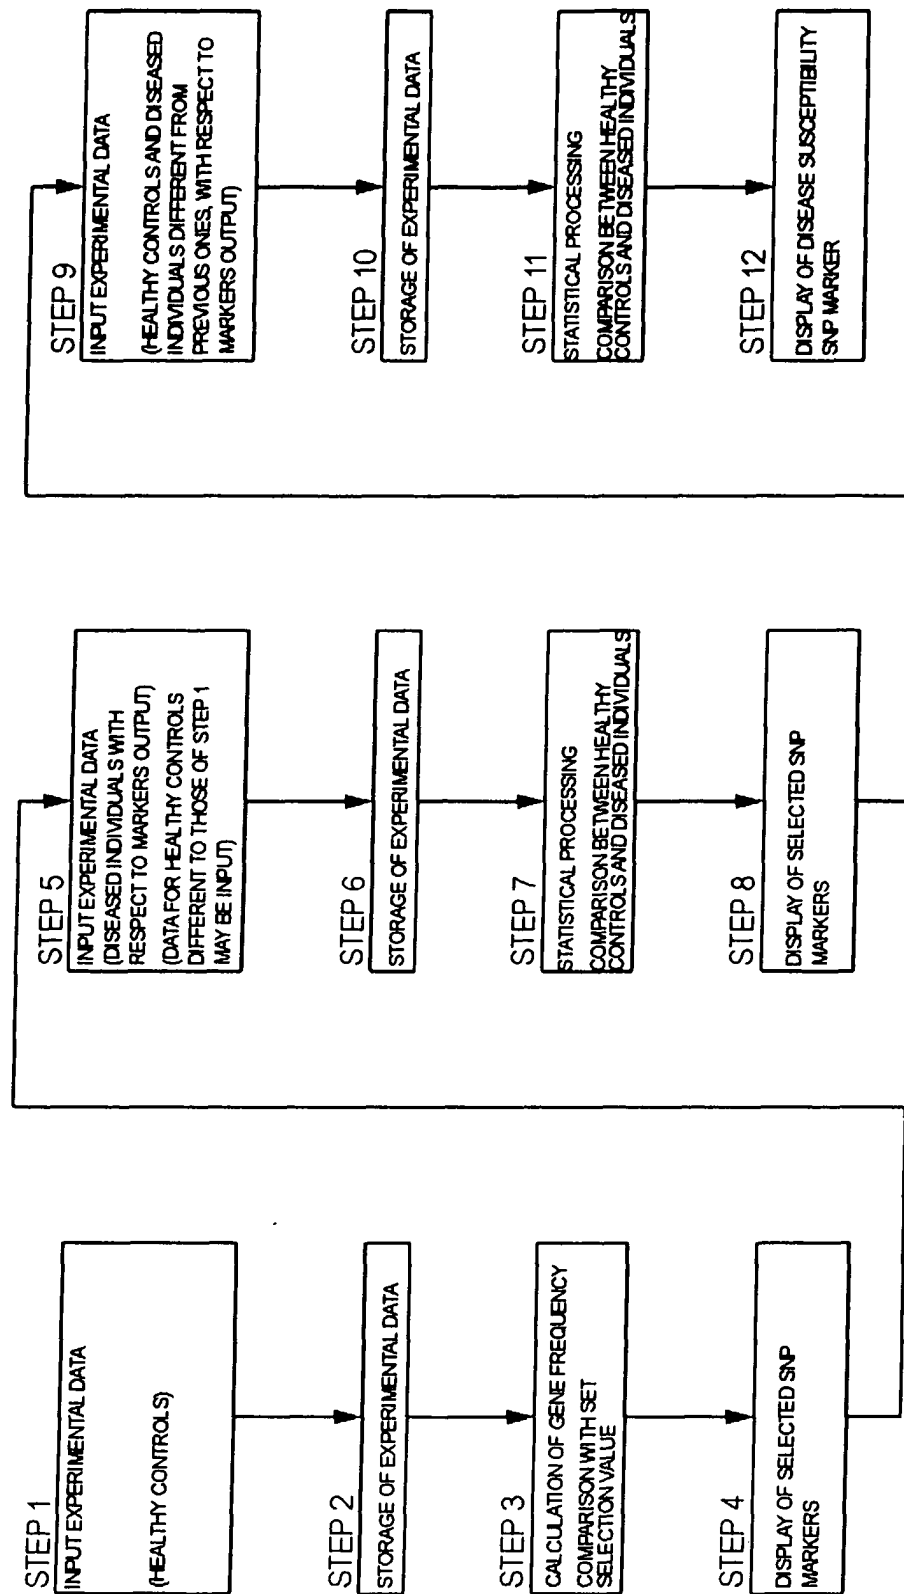 STEP 1
INPUT EXPERIMENTAL DATA
(HEALTHY CONTROLS)
STEP 2
STORAGE OF EXPERIMENTAL DATA
STEP 3
CALCULATION OF GENE FREQUENCY
COMPARISON WITH SET
SELECTION VALUE
STEP 4
DISPLAY OF SELECTED SNP
MARKERS
STEP 5
INPUT EXPERIMENTAL DATA
(DISEASED INDIVIDUALS WITH
RESPECT TO MARKERS OUTPUT)
(DATA FOR HEALTHY CONTROLS
DIFFERENT TO THOSE OF STEP 1
MAY BE INPUT)
STEP 6
STORAGE OF EXPERIMENTAL DATA
STEP 7
STATISTICAL PROCESSING
COMPARISON BETWEEN HEALTHY
CONTROLS AND DISEASED INDIVIDUALS
STEP 8
DISPLAY OF SELECTED SNP
MARKERS
STEP 9
INPUT EXPERIMENTAL DATA
(HEALTHY CONTROLS AND DISEASED
INDIVIDUALS DIFFERENT FROM
PREVIOUS ONES, WITH RESPECT TO
MARKERS OUTPUT)
STEP 10
STORAGE OF EXPERIMENTAL DATA
STEP 11
STATISTICAL PROCESSING
COMPARISON BETWEEN HEALTHY
CONTROLS AND DISEASED INDIVIDUALS
STEP 12
DISPLAY OF DISEASE SUSCEPTIBILITY
SNP MARKER